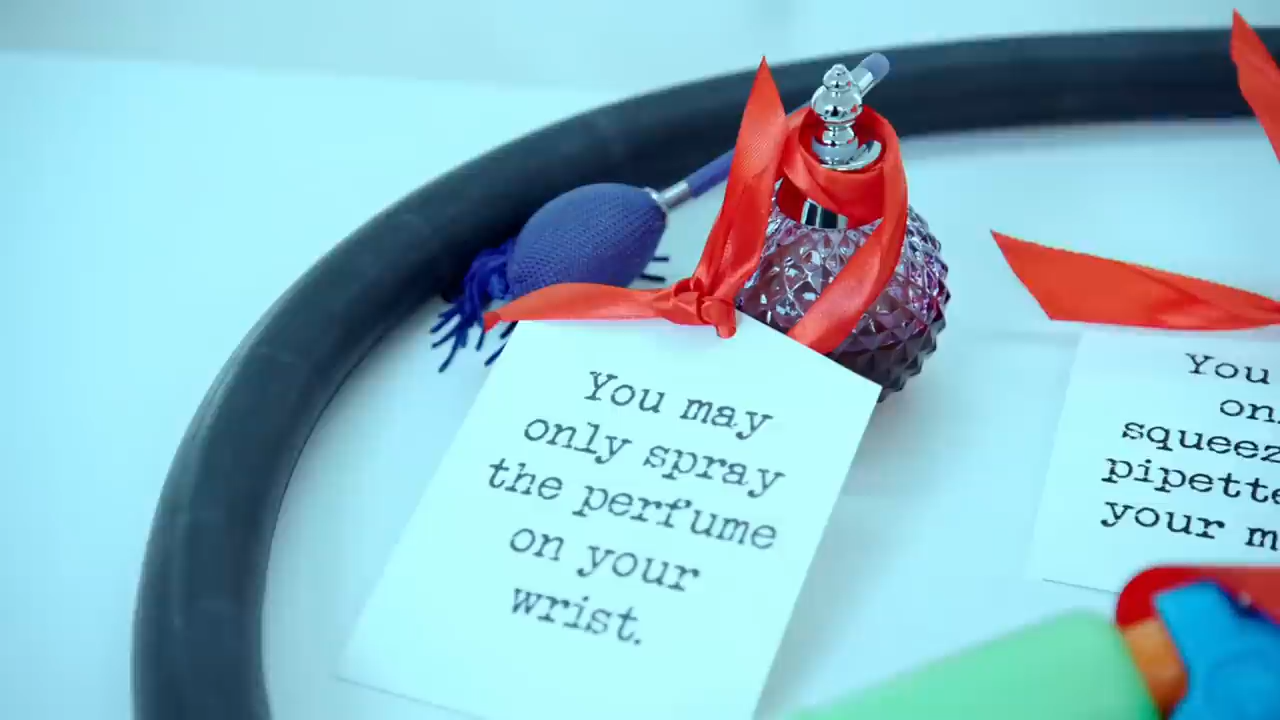 You may
only spray
the perfume
on your
wrist.
You
squeez
pipette
your m